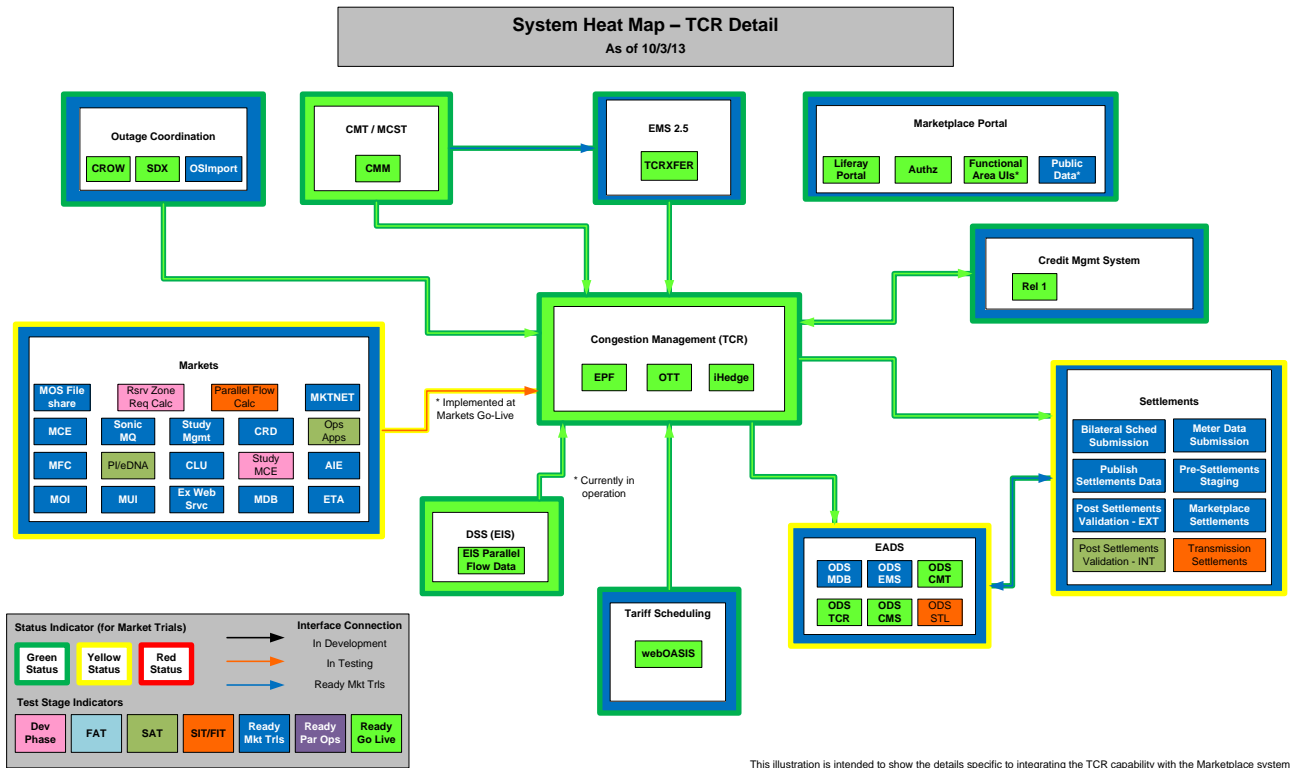 System Heat Map – TCR Detail
As of 10/3/13
Outage Coordination
CROW
SDX
OSImport
CMT / MCST
CMM
EMS 2.5
TCRXFER
Marketplace Portal
Liferay
Portal
Authz
Functional
Area UIs*
Public
Data*
Credit Mgmt System
Rel 1
Congestion Management (TCR)
EPF
OTT
iHedge
Markets
MOS File
share
Rsrv Zone
Req Calc
Parallel Flow
Calc
MKTNET
MCE
Sonic
MQ
Study
Mgmt
CRD
Ops
Apps
MFC
PI/eDNA
CLU
Study
MCE
AIE
MOI
MUI
Ex Web
Srvc
MDB
ETA
* Implemented at
Markets Go-Live
* Currently in
operation
Settlements
Bilateral Sched
Submission
Meter Data
Submission
Publish
Settlements Data
Pre-Settlements
Staging
Post Settlements
Validation - EXT
Marketplace
Settlements
Post Settlements
Validation - INT
Transmission
Settlements
DSS (EIS)
EIS Parallel
Flow Data
EADS
ODS
MDB
ODS
EMS
ODS
CMT
ODS
TCR
ODS
CMS
ODS
STL
Tariff Scheduling
webOASIS
Status Indicator (for Market Trials)
Green
Status
Yellow
Status
Red
Status
Interface Connection
In Development
In Testing
Ready Mkt Trls
Test Stage Indicators
Dev
Phase
FAT
SAT
SIT/FIT
Ready
Mkt Trls
Ready
Par Ops
Ready
Go Live
This illustration is intended to show the details specific to integrating the TCR capability with the Marketplace system